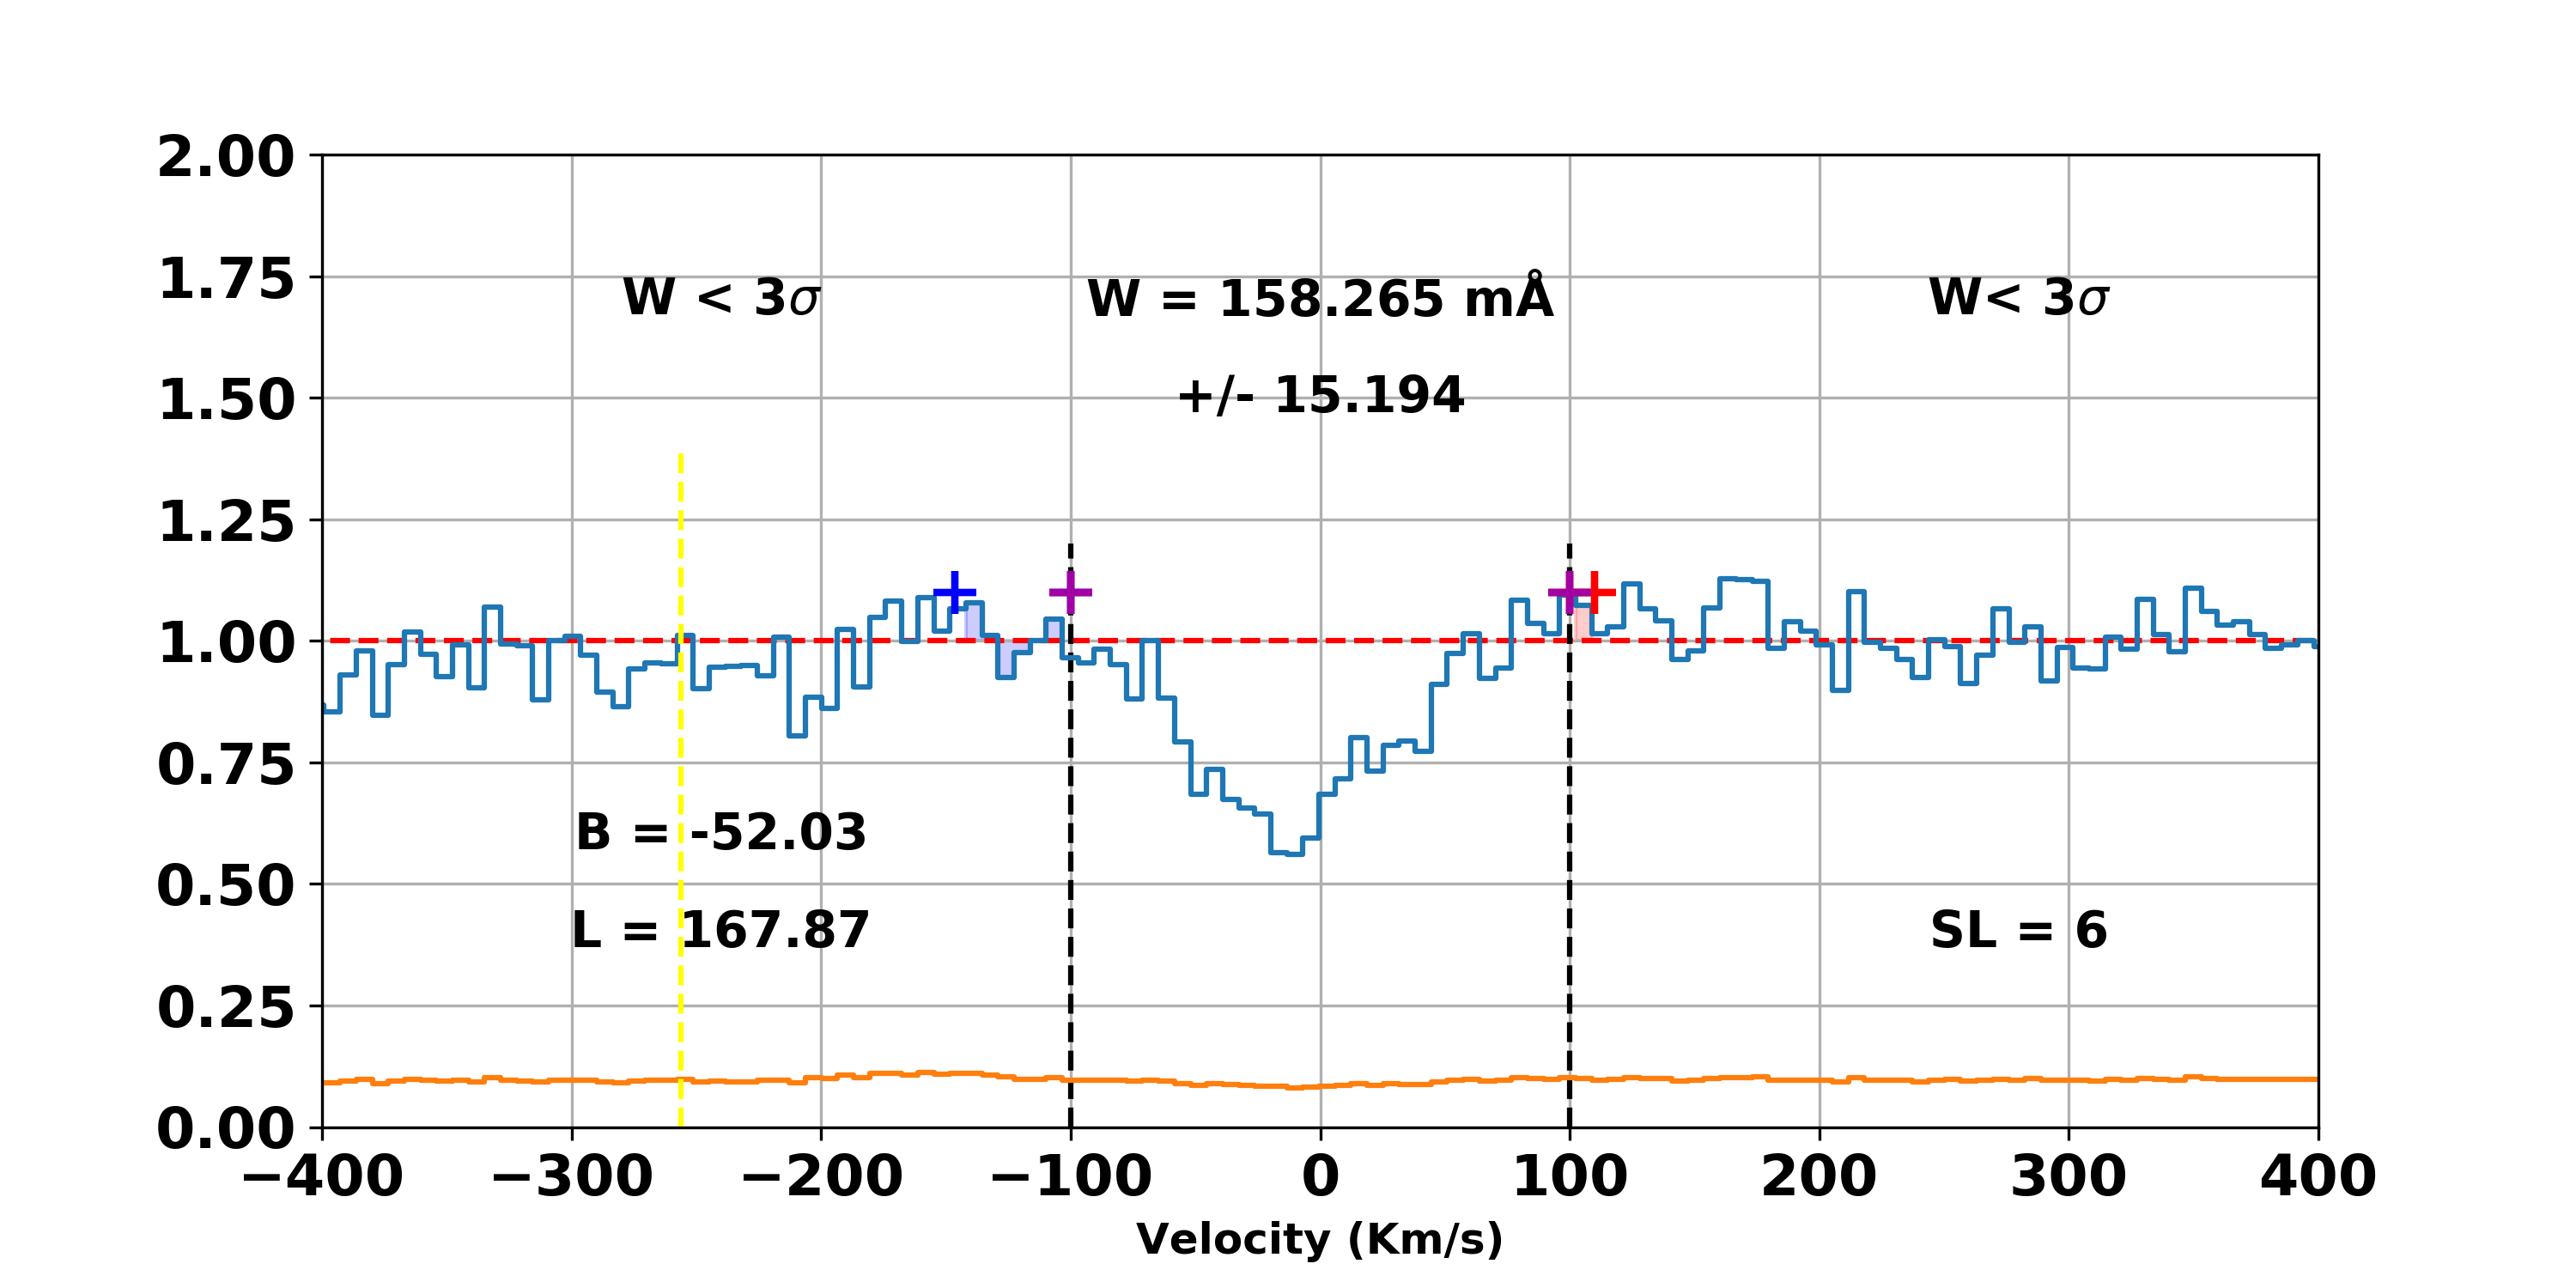 2.00
1.75
1.50
1.25
1.00
0.75
0.50
0.25
0.00
W < 3σ
W = 158.265 mÅ
W< 3σ
+/- 15.194
B = -52.03
L = 167.87
SL = 6
−400 −300 −200 −100 0 100 200 300 400
Velocity (Km/s)